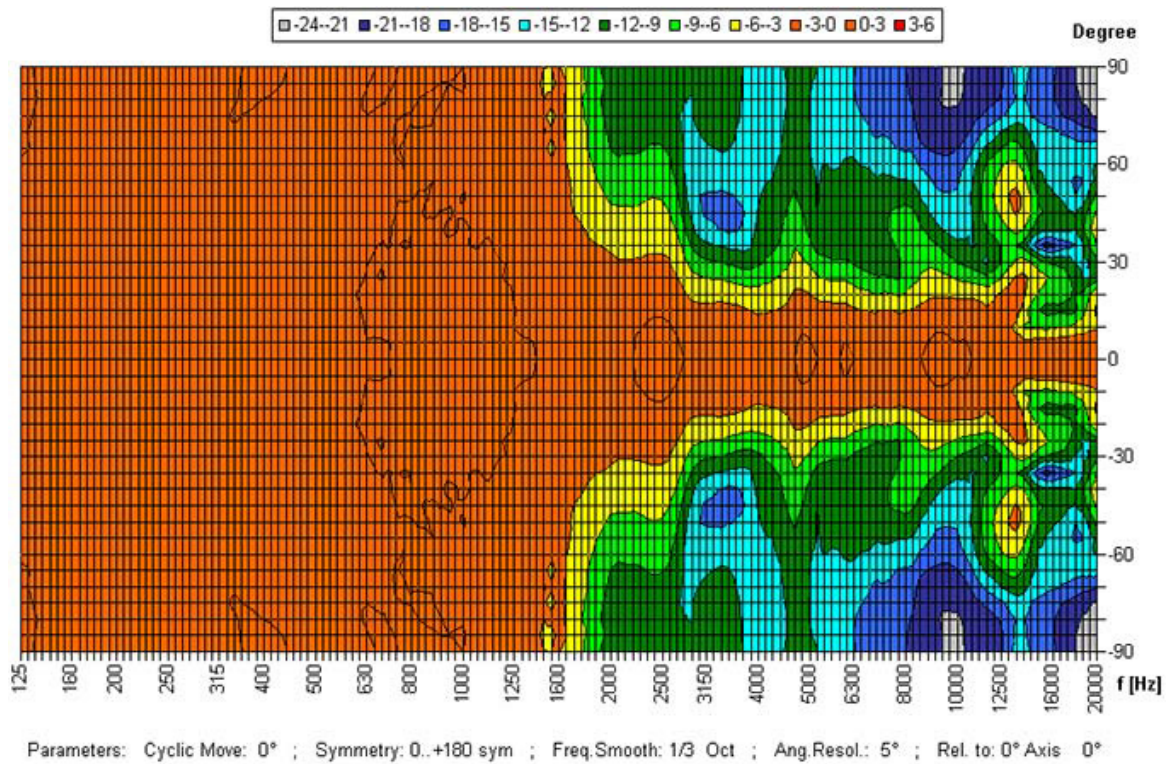 -24--21 -21--18 -18--15 -15--12 -12--9 -9--6 -6--3 -3-0 0-3 3-6
Degree
90
60
30
0
-30
-60
-90
125 160 200 250 315 400 500 630 800 1000 1250 1600 2000 2500 3150 4000 5000 6300 8000 10000 12500 16000 20000
f [Hz]
Parameters: Cyclic Move: 0° ; Symmetry: 0..+180 sym ; Freq.Smooth: 1/3 Oct ; Ang.Resol.: 5° ; Rel. to: 0° Axis 0°